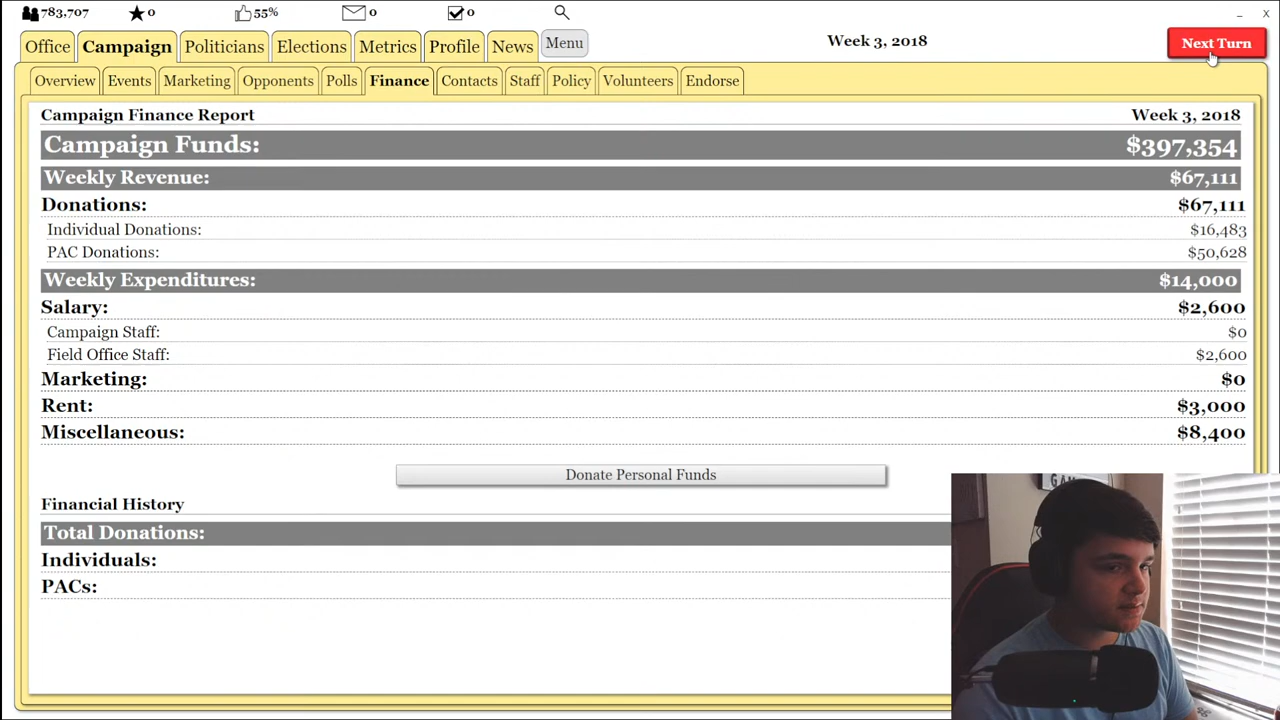 783,707 0 55% 0 0
Office Campaign Politicians Elections Metrics Profile News Menu Week 3, 2018 Next Turn
Overview Events Marketing Opponents Polls Finance Contacts Staff Policy Volunteers Endorse
Campaign Finance Report Week 3, 2018
Campaign Funds: $397,354
Weekly Revenue: $67,111
Donations: $67,111
Individual Donations: $16,483
PAC Donations: $50,628
Weekly Expenditures: $14,000
Salary: $2,600
Campaign Staff: $0
Field Office Staff: $2,600
Marketing: $0
Rent: $3,000
Miscellaneous: $8,400
Donate Personal Funds
Financial History
Total Donations:
Individuals:
PACs: